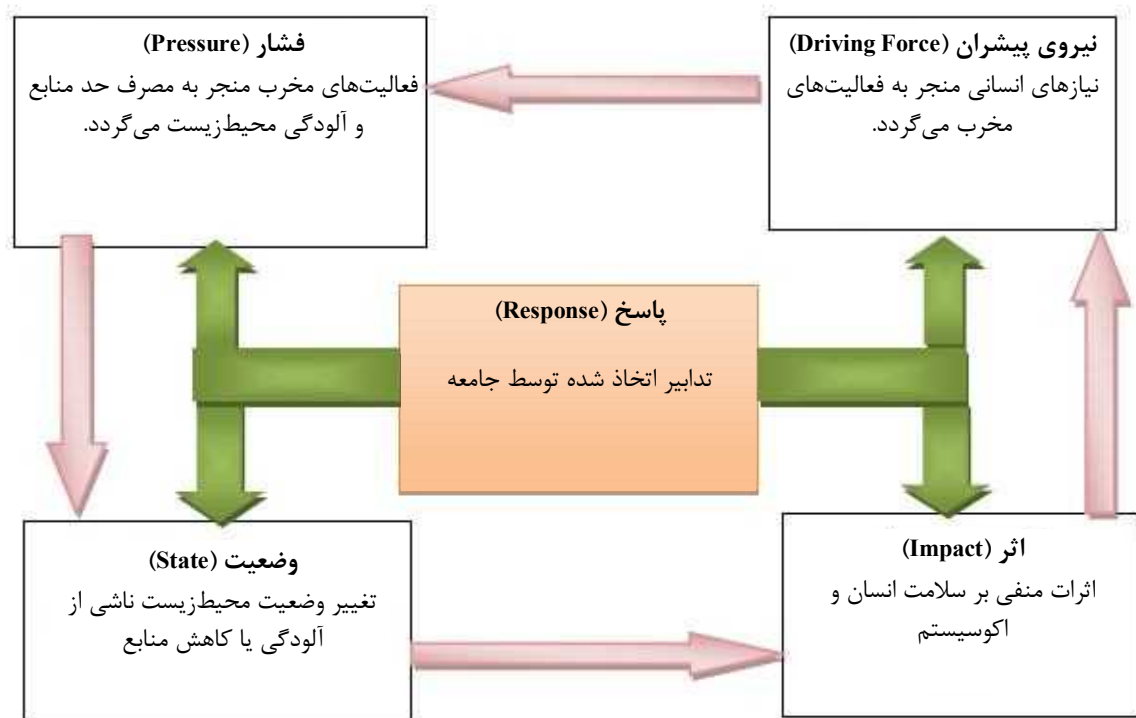 نیروی پیشران (Driving Force)
نیازهای انسانی منجر به فعالیت‌های
مخرب می‌گردد.
فشار (Pressure)
فعالیت‌های مخرب منجر به مصرف حد منابع
و آلودگی محیط‌زیست می‌گردد.
پاسخ (Response)
تدابیر اتخاذ شده توسط جامعه
وضعیت (State)
تغییر وضعیت محیط‌زیست ناشی از
آلودگی یا کاهش منابع
اثر (Impact)
اثرات منفی بر سلامت انسان و
اکوسیستم